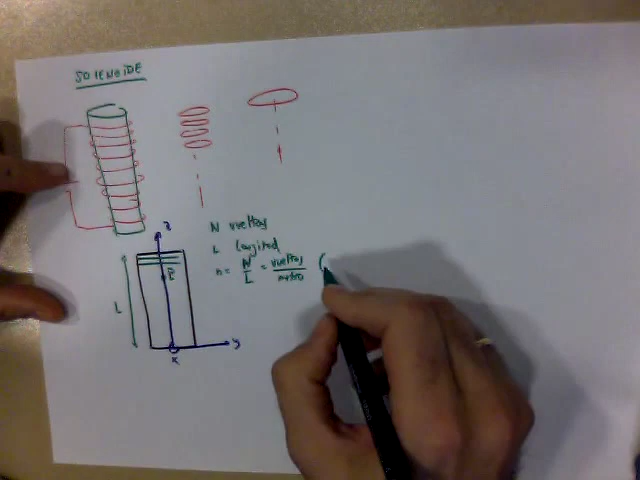 SOLENOIDE
z
N vueltas
L longitud
n = N/L = vueltas/metro (
L
y
x